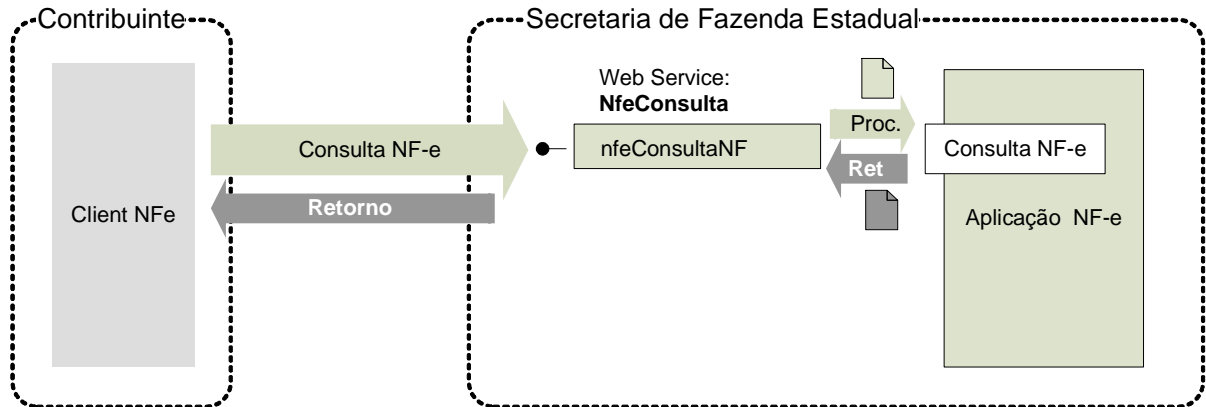 Contribuinte
Secretaria de Fazenda Estadual
Client NFe
Consulta NF-e
Retorno
Web Service:
NfeConsulta
nfeConsultaNF
Proc.
Ret
Consulta NF-e
Aplicação NF-e